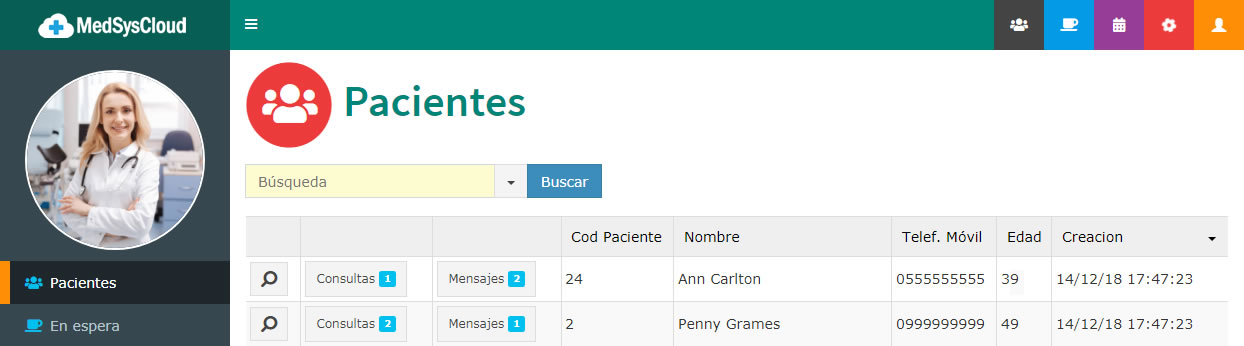 MedSysCloud
Pacientes
Búsqueda Buscar
Cod Paciente Nombre Telef. Móvil Edad Creacion
Consultas 1 Mensajes 2 24 Ann Carlton 0555555555 39 14/12/18 17:47:23
Consultas 2 Mensajes 1 2 Penny Grames 0999999999 49 14/12/18 17:47:23
Pacientes
En espera